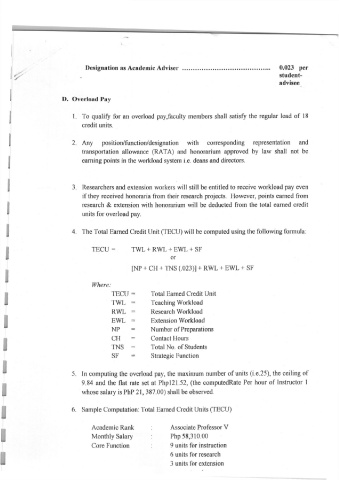 Designation as Academic Adviser ................................................ 0.023 per
student-
advisee
D. Overload Pay
1. To qualify for an overload pay,faculty members shall satisfy the regular load of 18
credit units.
2. Any position/function/designation with corresponding representation and
transportation allowance (RATA) and honorarium approved by law shall not be
earning points in the workload system i.e. deans and directors.
3. Researchers and extension workers will still be entitled to receive workload pay even
if they received honoraria from their research projects. However, points earned from
research & extension with honorarium will be deducted from the total earned credit
units for overload pay.
4. The Total Earned Credit Unit (TECU) will be computed using the following formula:
TECU = TWL + RWL + EWL + SF
or
[NP + CH + TNS (.023)] + RWL + EWL + SF
Where:
TECU = Total Earned Credit Unit
TWL = Teaching Workload
RWL = Research Workload
EWL = Extension Workload
NP = Number of Preparations
CH = Contact Hours
TNS = Total No. of Students
SF = Strategic Function
5. In computing the overload pay, the maximum number of units (i.e,25), the ceiling of
9.84 and the flat rate set at Php121.52, (the computedRate Per hour of Instructor 1
whose salary is PhP 21, 387.00) shall be observed.
6. Sample Computation: Total Earned Credit Units (TECU)
Academic Rank : Associate Professor V
Monthly Salary : Php 58,310.00
Core Function : 9 units for instruction
6 units for research
3 units for extension